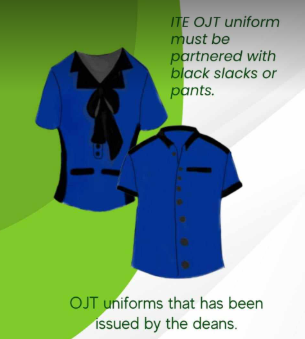 ITE OJT uniform
must be
partnered with
black slacks or
pants.
OJT uniforms that has been
issued by the deans.